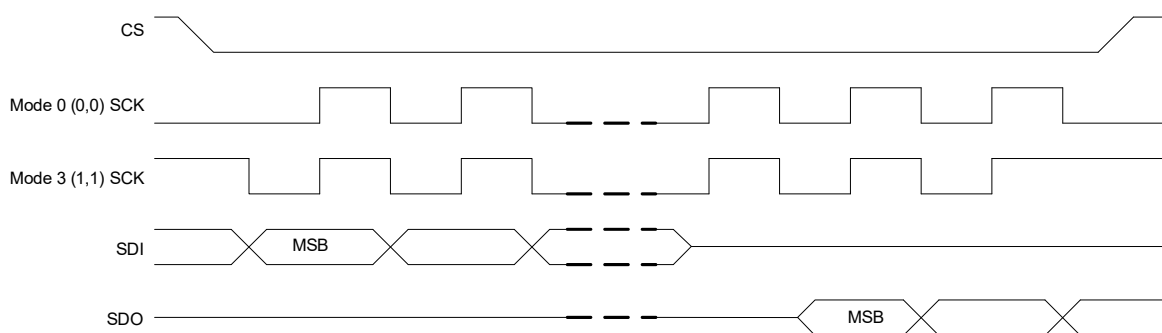 CS
Mode 0 (0,0) SCK
Mode 3 (1,1) SCK
SDI
MSB
SDO
MSB